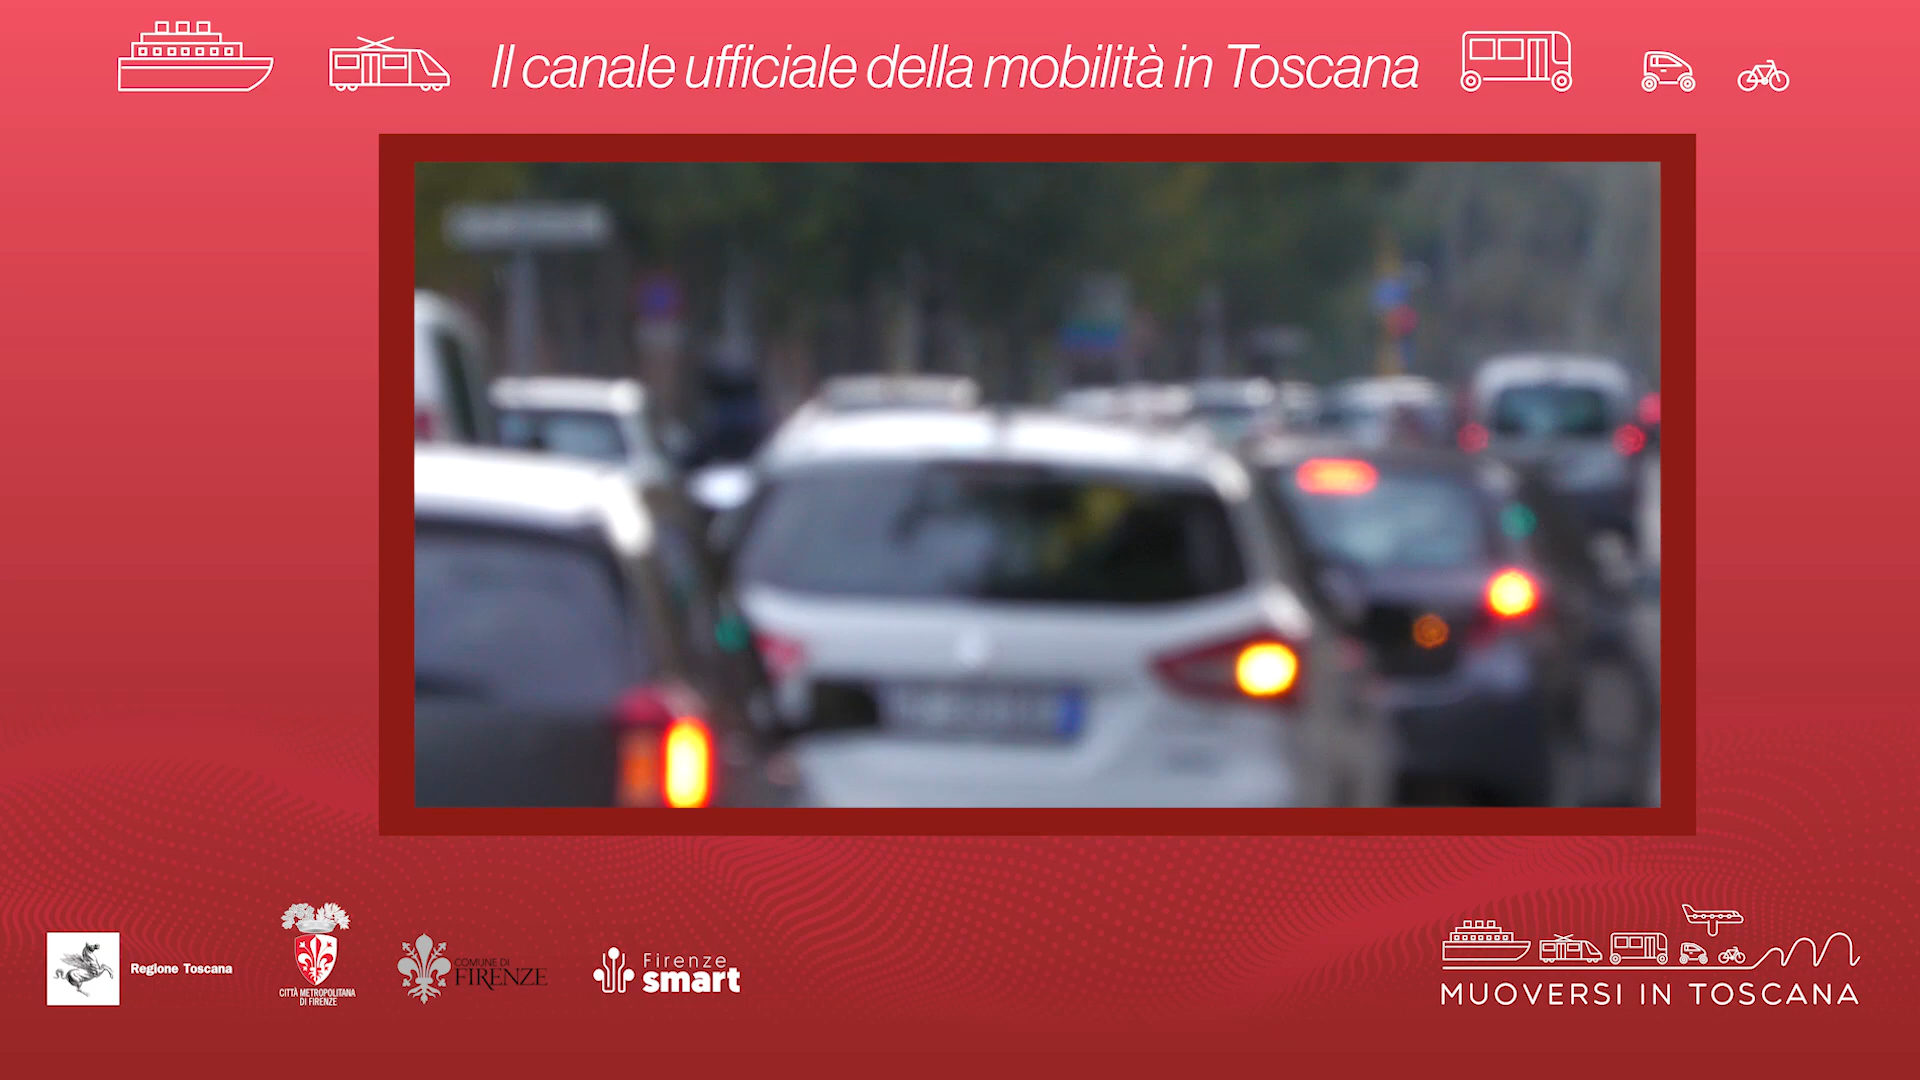 Il canale ufficiale della mobilità in Toscana
Regione Toscana
CITTÀ METROPOLITANA
DI FIRENZE
COMUNE DI
FIRENZE
Firenze
smart
MUOVERSI IN TOSCANA